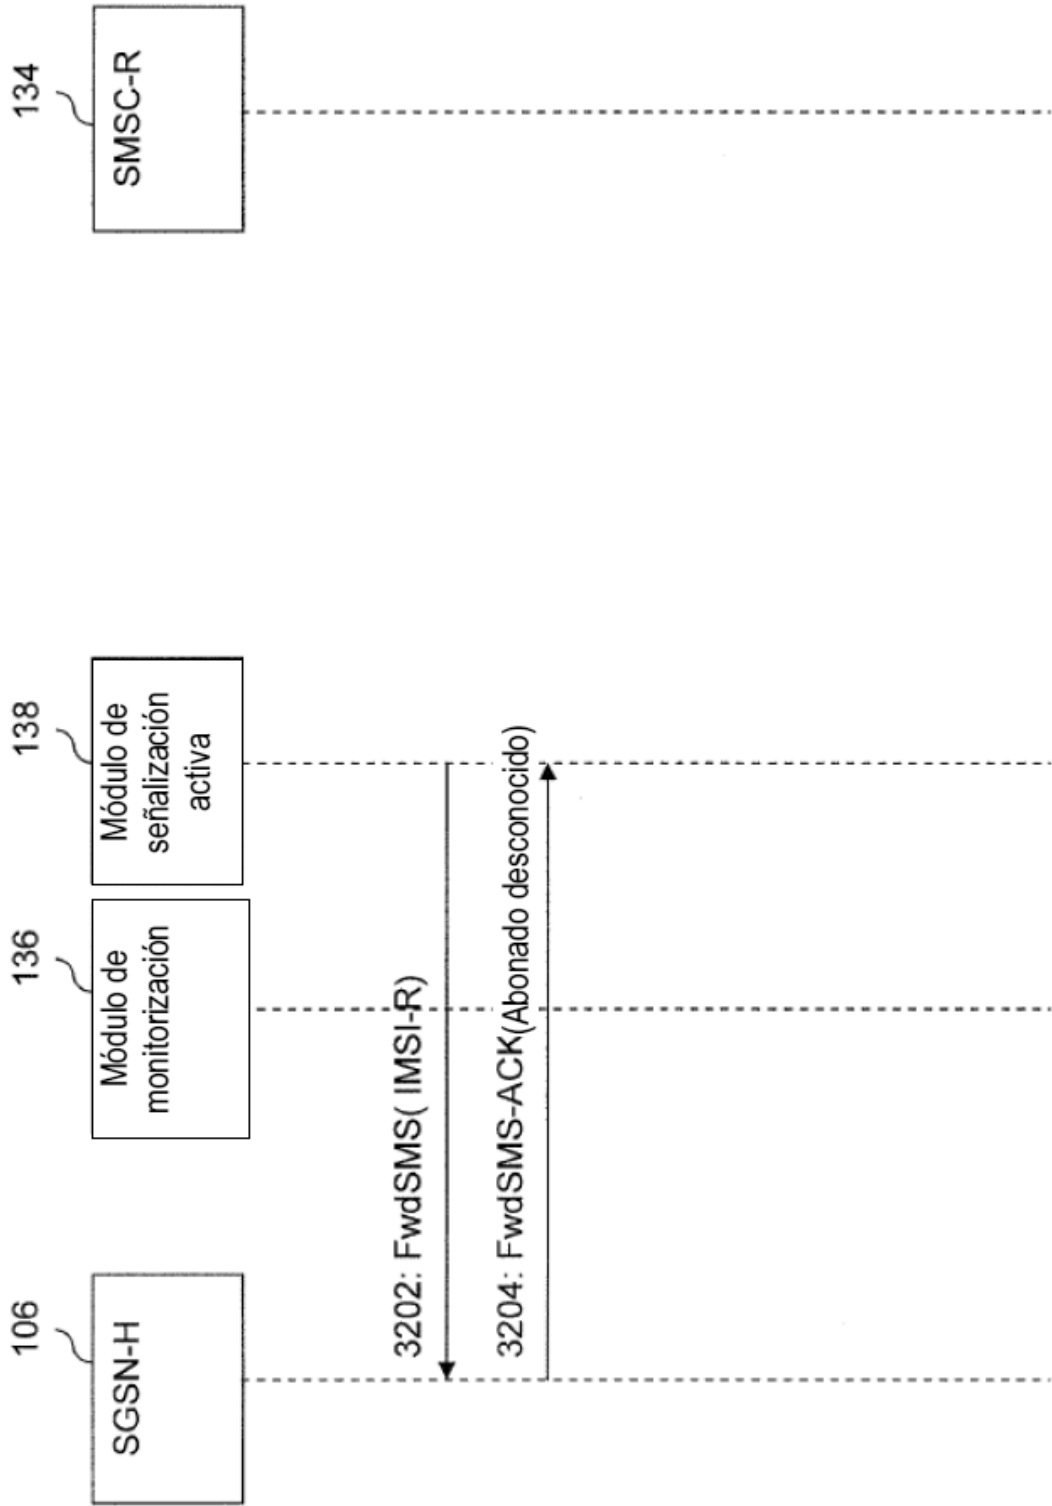 106
136
138
134
SGSN-H
Módulo de
monitorización
Módulo de
señalización
activa
SMSC-R
3202: FwdSMS( IMSI-R)
3204: FwdSMS-ACK(Abonado desconocido)